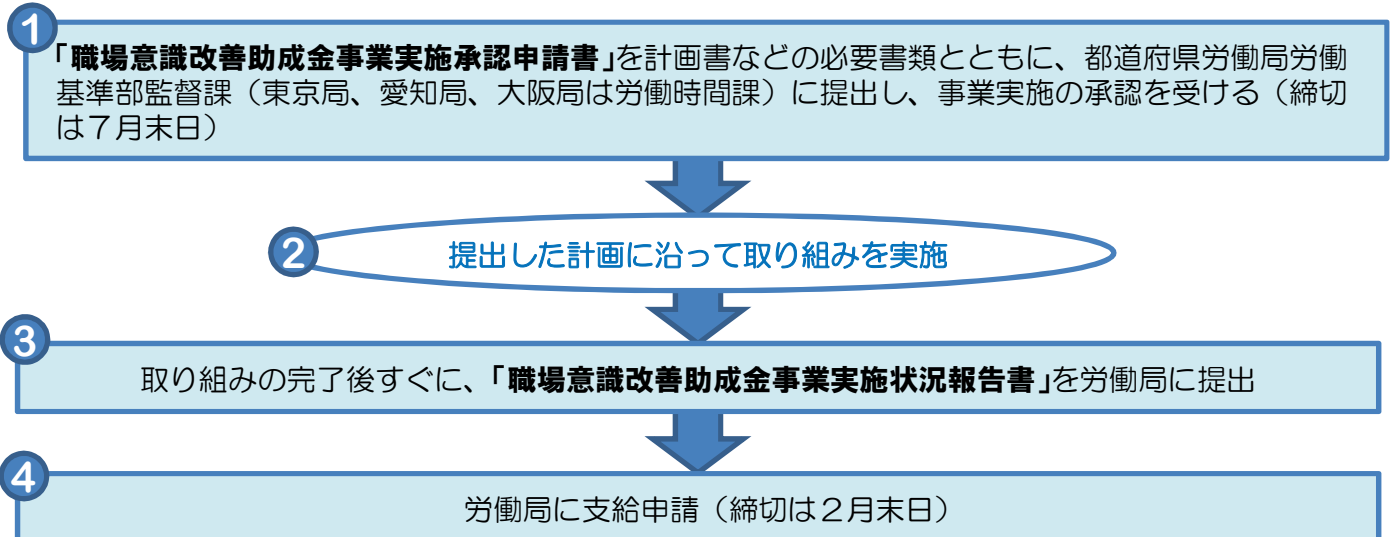 1
「職場意識改善助成金事業実施承認申請書」を計画書などの必要書類とともに、都道府県労働局労働
基準部監督課（東京局、愛知局、大阪局は労働時間課）に提出し、事業実施の承認を受ける（締切
は７月末日）
2
提出した計画に沿って取り組みを実施
3
取り組みの完了後すぐに、「職場意識改善助成金事業実施状況報告書」を労働局に提出
4
労働局に支給申請（締切は２月末日）